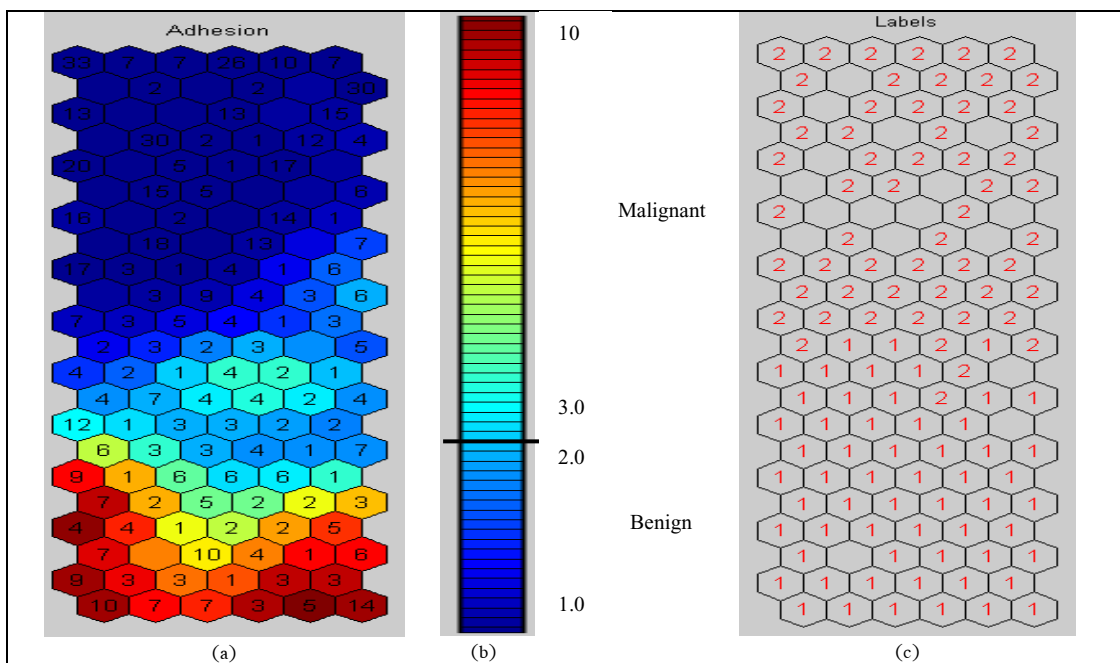 Adhesion
33 7 7 26 10 7
2 2 30
13 13 15
30 2 1 12 4
20 5 1 17
15 5 6
16 2 14 1
10 13 7
17 3 1 4 1 6
3 9 4 3 6
7 3 5 4 1 3
2 3 2 3 5
4 2 1 4 2 1
4 7 4 4 2 4
12 1 3 3 2 2
6 3 3 4 1 7
9 1 6 6 6 1
7 2 5 2 2 3
4 4 1 2 2 5
7 10 4 1 6
9 3 3 1 3 3
10 7 7 3 5 14
(a)
10
3.0
2.0
1.0
(b)
Malignant
Benign
Labels
2 2 2 2 2 2
2 2 2 2 2
2 2 2 2 2
2 2 2 2
2 2 2 2 2
2 2 2 2
2 2
2 2 2
2 2 2 2 2 2
2 2 2 2 2 2
2 2 2 2 2 2
2 1 1 2 1 2
1 1 1 1 2
1 1 1 2 1 1
1 1 1 1 1
1 1 1 1 1 1
1 1 1 1 1 1
1 1 1 1 1 1
1 1 1 1 1 1
1 1 1 1 1
1 1 1 1 1 1
1 1 1 1 1 1
(c)